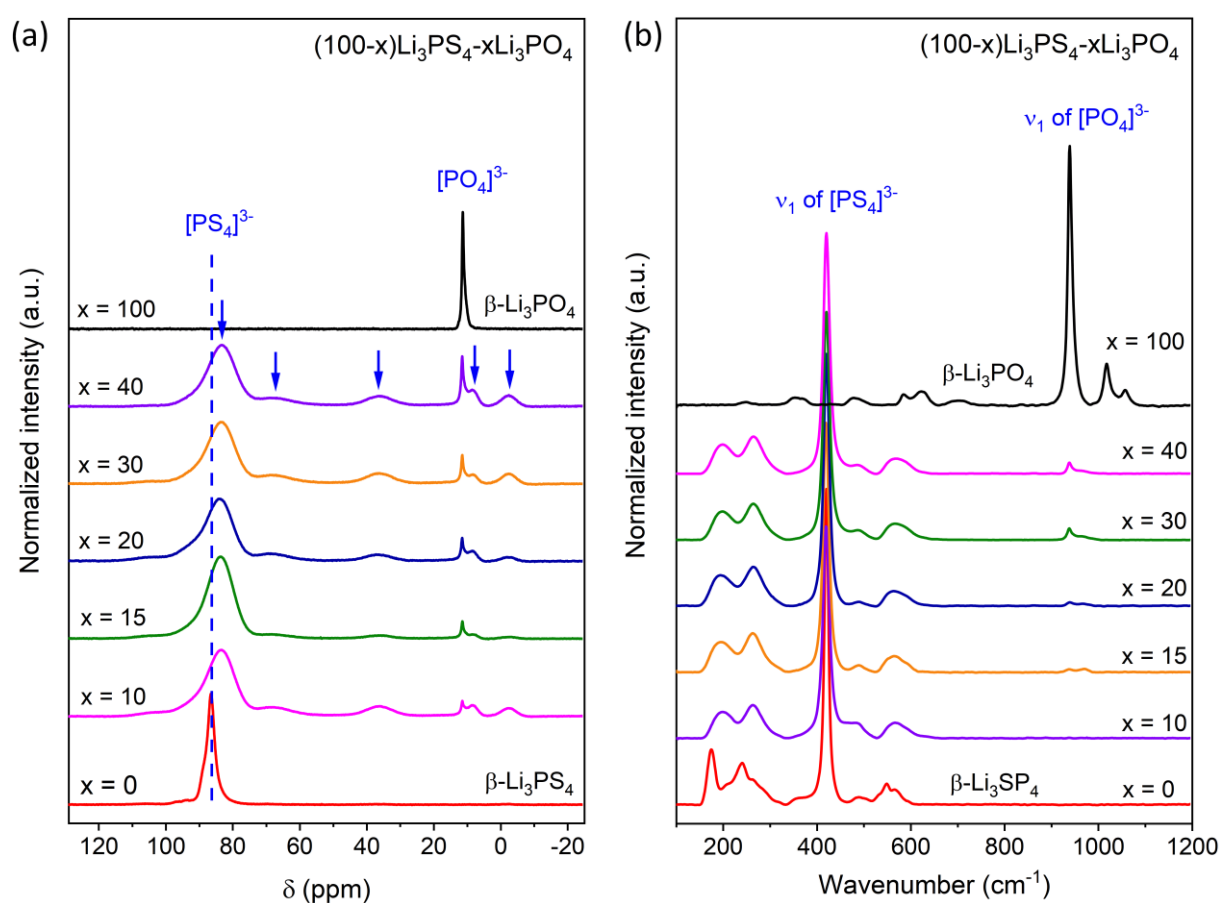 (a)
(100-x)Li₃PS₄-xLi₃PO₄
[PO₄]³⁻
[PS₄]³⁻
x = 100
β-Li₃PO₄
x = 40
x = 30
x = 20
x = 15
x = 10
x = 0
β-Li₃PS₄
Normalized intensity (a.u.)
120 100 80 60 40 20 0 -20
δ (ppm)
(b)
(100-x)Li₃PS₄-xLi₃PO₄
ν₁ of [PO₄]³⁻
ν₁ of [PS₄]³⁻
x = 100
β-Li₃PO₄
x = 40
x = 30
x = 20
x = 15
x = 10
β-Li₃SP₄
x = 0
Normalized intensity (a.u.)
200 400 600 800 1000 1200
Wavenumber (cm⁻¹)